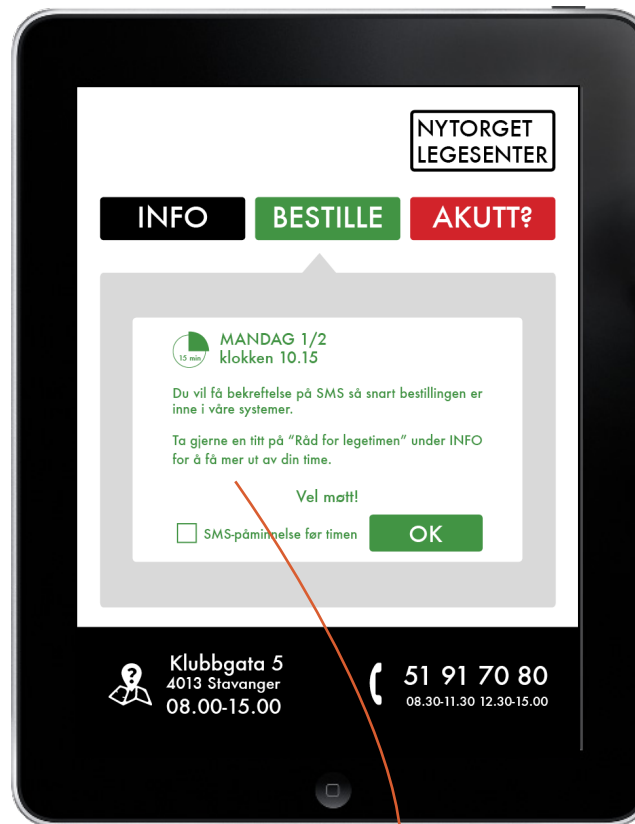 NYTORGET
LEGESENTER
INFO
BESTILLE
AKUTT?
15 min
MANDAG 1/2
klokken 10.15
Du vil få bekreftelse på SMS så snart bestillingen er
inne i våre systemer.
Ta gjerne en titt på “Råd for legetimen” under INFO
for å få mer ut av din time.
Vel møtt!
SMS-påminnelse før timen
OK
?
Klubbgata 5
4013 Stavanger
08.00-15.00
51 91 70 80
08.30-11.30 12.30-15.00